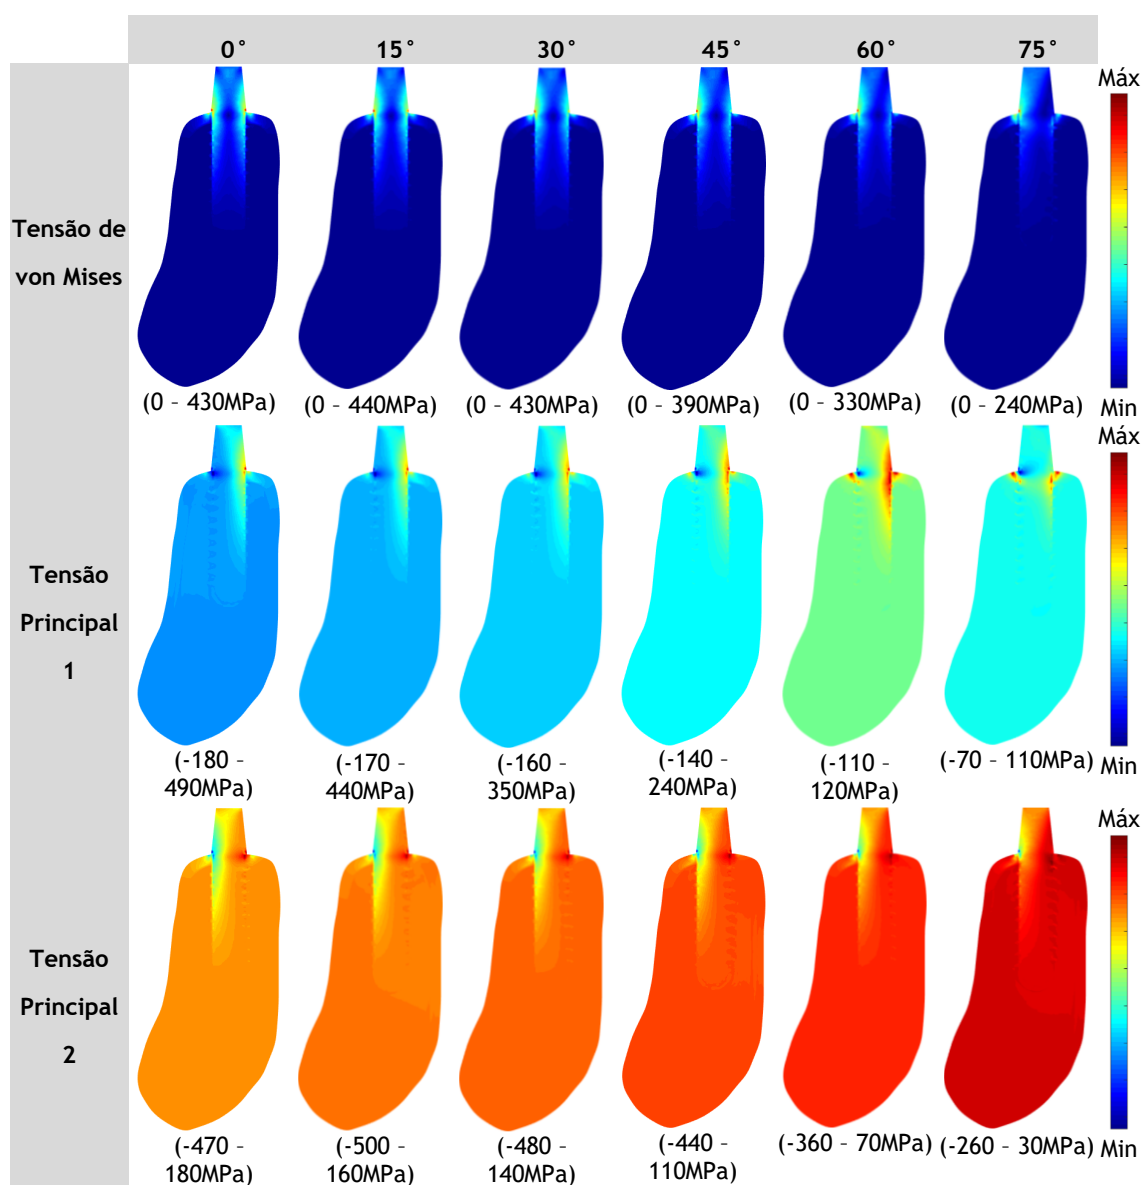 0° 15° 30° 45° 60° 75°
Máx
Tensão de
von Mises
(0 – 430MPa) (0 – 440MPa) (0 – 430MPa) (0 – 390MPa) (0 – 330MPa) (0 – 240MPa) Min
Máx
Tensão
Principal
1
(-180 – (-170 – (-160 – (-140 – (-110 – (-70 – 110MPa) Min
490MPa) 440MPa) 350MPa) 240MPa) 120MPa)
Máx
Tensão
Principal
2
(-470 – (-500 – (-480 – (-440 – (-360 – 70MPa) (-260 – 30MPa) Min
180MPa) 160MPa) 140MPa) 110MPa)